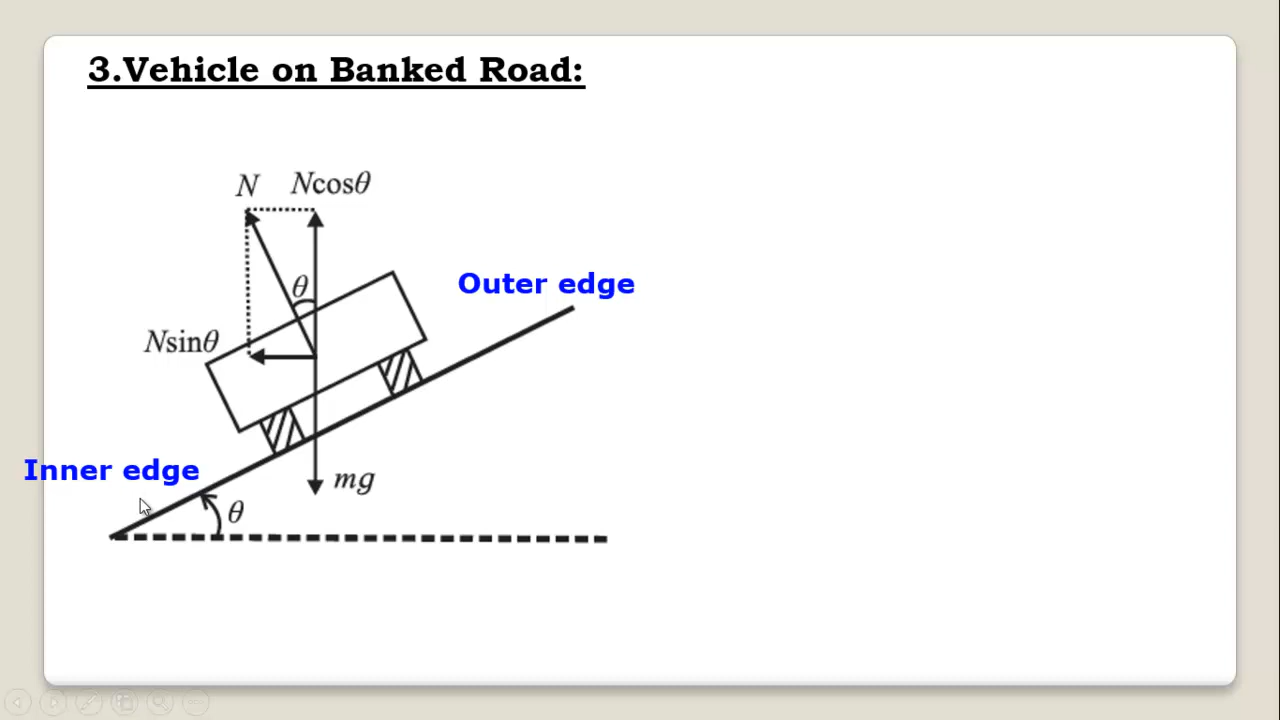 3.Vehicle on Banked Road:
N Ncosθ
θ
Outer edge
Nsinθ
Inner edge
mg
θ